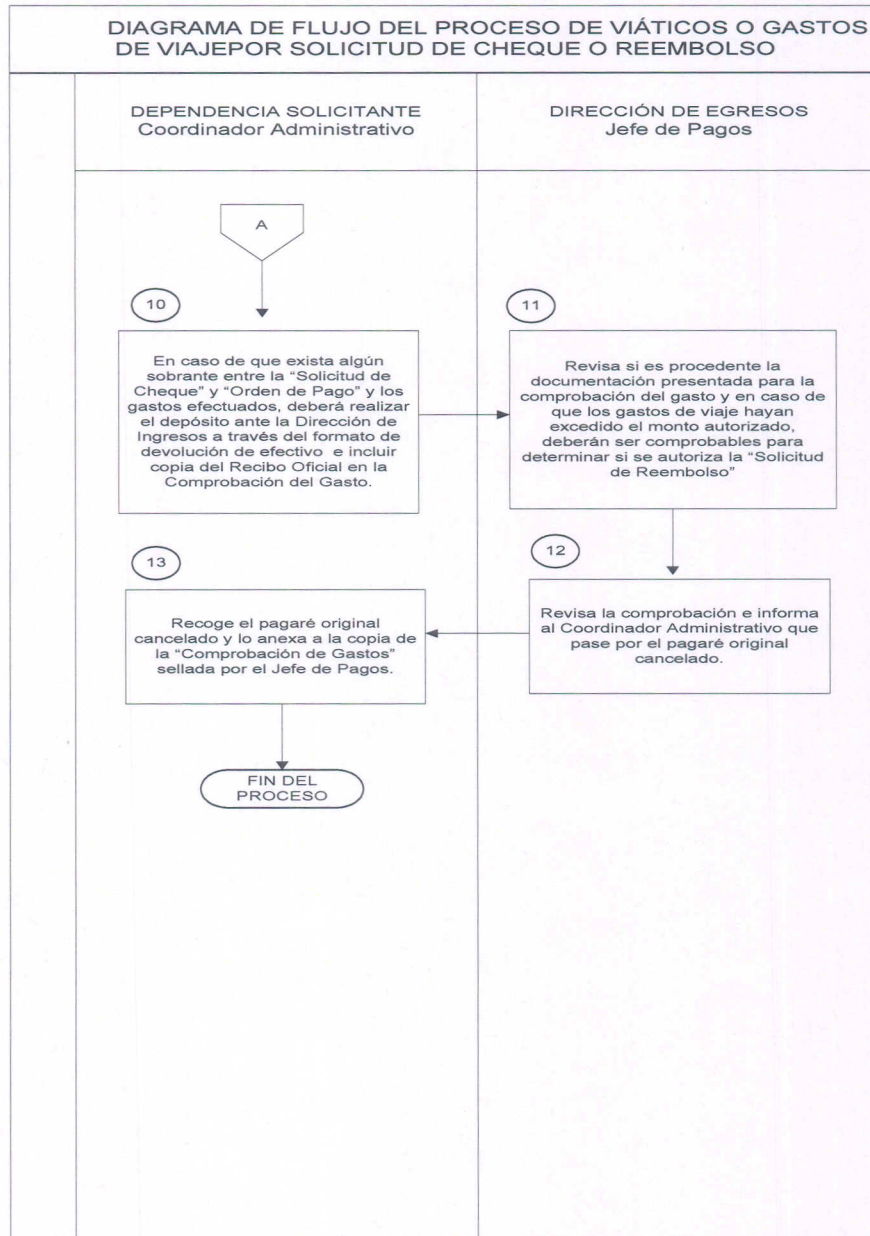 DIAGRAMA DE FLUJO DEL PROCESO DE VIÁTICOS O GASTOS
DE VIAJEPOR SOLICITUD DE CHEQUE O REEMBOLSO
DEPENDENCIA SOLICITANTE
Coordinador Administrativo
DIRECCIÓN DE EGRESOS
Jefe de Pagos
A
10
En caso de que exista algún
sobrante entre la “Solicitud de
Cheque” y “Orden de Pago” y los
gastos efectuados, deberá realizar
el depósito ante la Dirección de
Ingresos a través del formato de
devolución de efectivo e incluir
copia del Recibo Oficial en la
Comprobación del Gasto.
11
Revisa si es procedente la
documentación presentada para la
comprobación del gasto y en caso de
que los gastos de viaje hayan
excedido el monto autorizado,
deberán ser comprobables para
determinar si se autoriza la “Solicitud
de Reembolso”
12
Revisa la comprobación e informa
al Coordinador Administrativo que
pase por el pagaré original
cancelado.
13
Recoge el pagaré original
cancelado y lo anexa a la copia de
la “Comprobación de Gastos”
sellada por el Jefe de Pagos.
FIN DEL
PROCESO